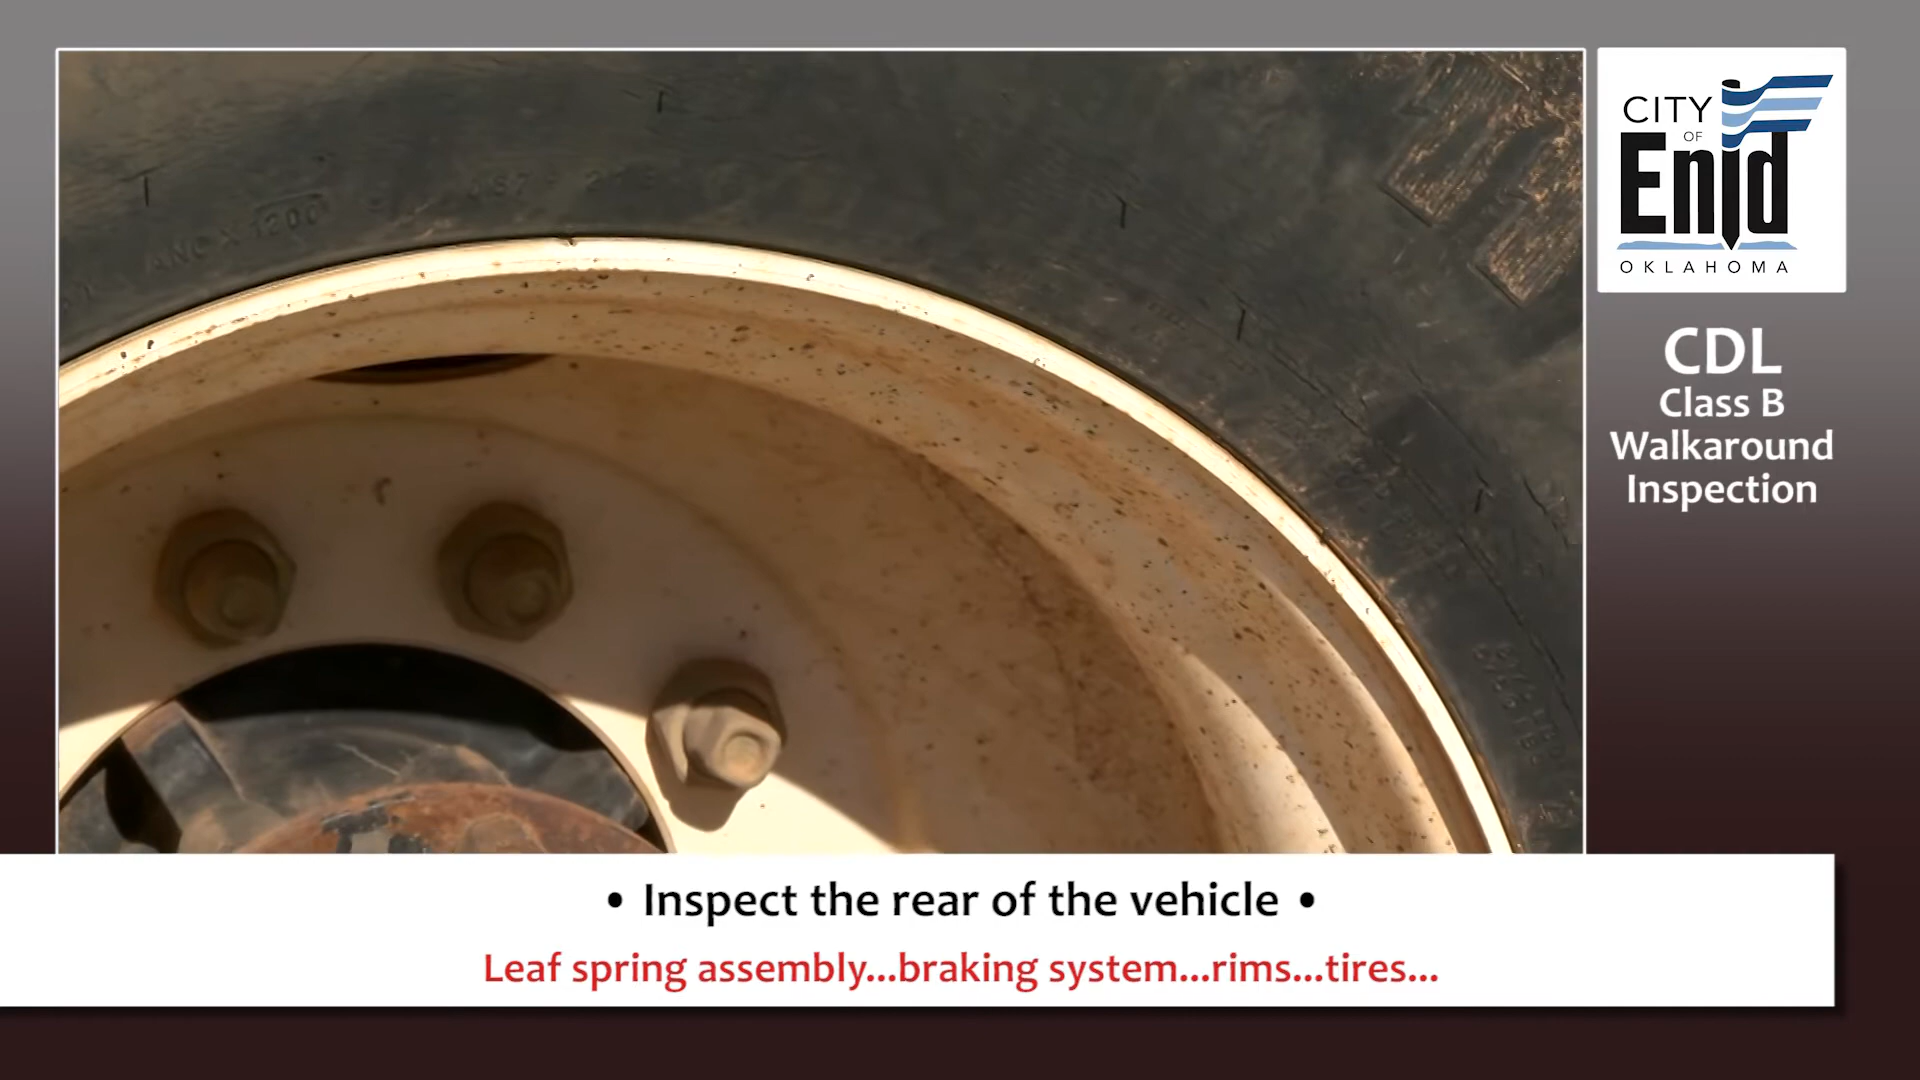 CITY
OF
Enid
OKLAHOMA
CDL
Class B
Walkaround
Inspection
• Inspect the rear of the vehicle •
Leaf spring assembly...braking system...rims...tires...